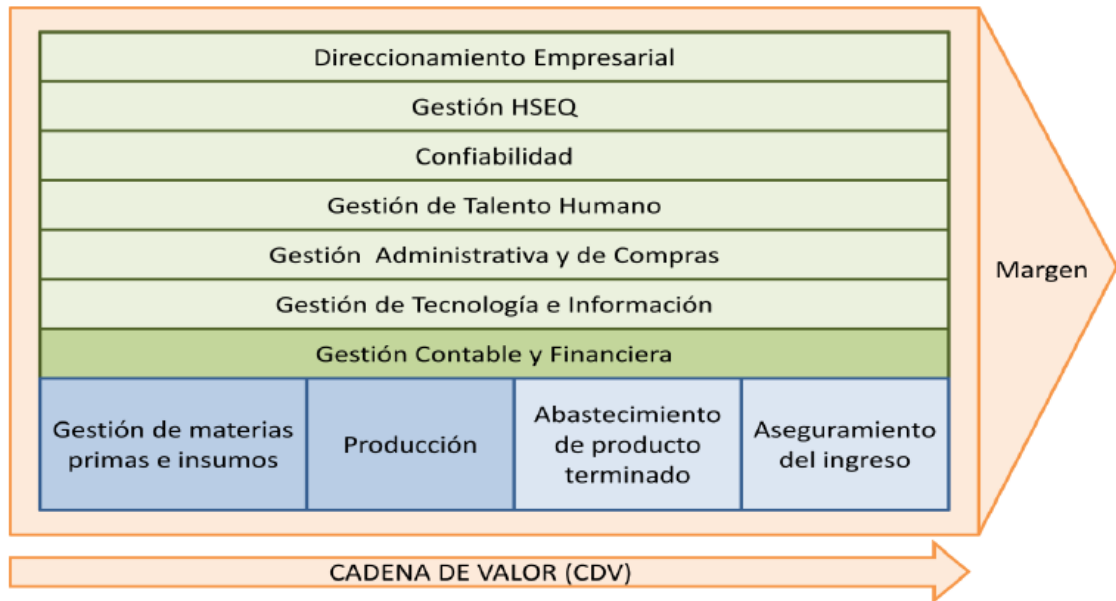 Direccionamiento Empresarial
Gestión HSEQ
Confiabilidad
Gestión de Talento Humano
Gestión Administrativa y de Compras
Gestión de Tecnología e Información
Gestión Contable y Financiera
Gestión de materias
primas e insumos
Producción
Abastecimiento
de producto
terminado
Aseguramiento
del ingreso
Margen
CADENA DE VALOR (CDV)